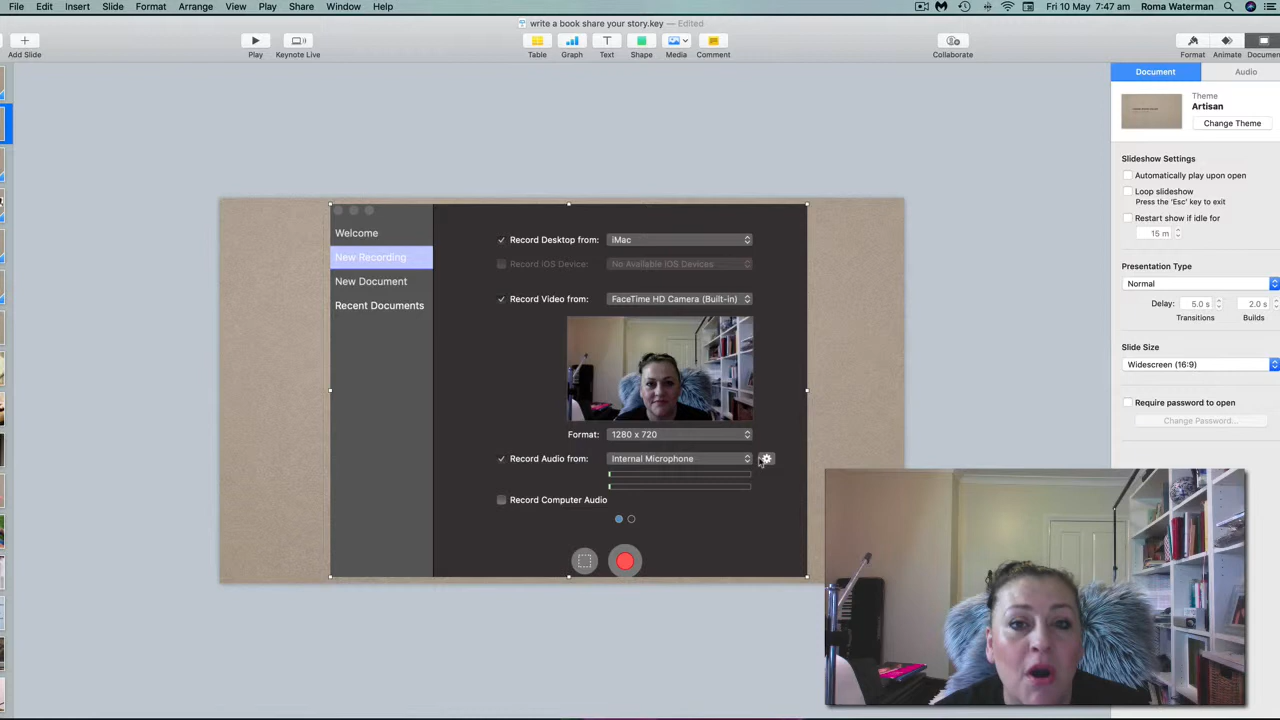 File Edit Insert Slide Format Arrange View Play Share Window Help
Fri 10 May 7:47 am Roma Waterman
write a book share your story.key — Edited
Add Slide
Play
Keynote Live
Table
Graph
Text
Shape
Media
Comment
Collaborate
Format
Animate
Documen
Document
Audio
Theme
Artisan
Change Theme
Slideshow Settings
Automatically play upon open
Loop slideshow
Press the 'Esc' key to exit
Restart show if idle for
15 m
Presentation Type
Normal
Delay: 5.0 s 2.0 s
Transitions Builds
Slide Size
Widescreen (16:9)
Require password to open
Change Password...
Welcome
New Recording
New Document
Recent Documents
Record Desktop from: iMac
Record iOS Device: No Available iOS Devices
Record Video from: FaceTime HD Camera (Built-in)
Format: 1280 x 720
Record Audio from: Internal Microphone
Record Computer Audio